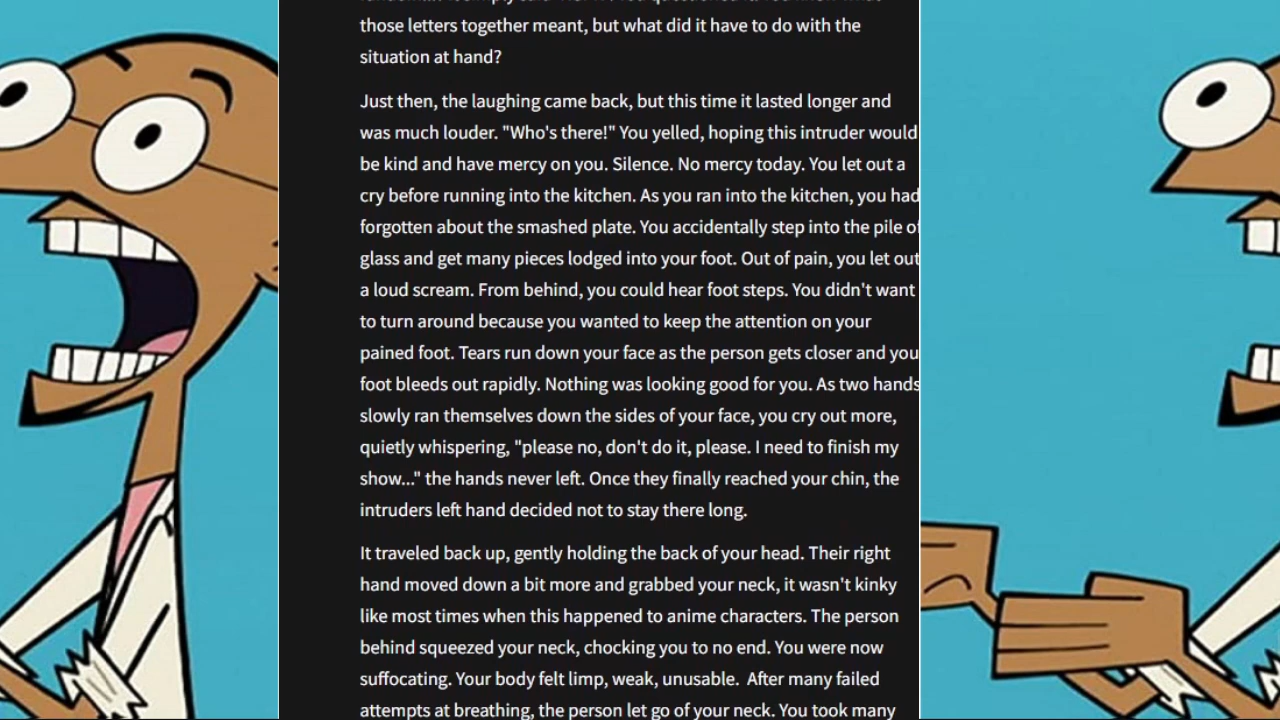 those letters together meant, but what did it have to do with the
situation at hand?
Just then, the laughing came back, but this time it lasted longer and
was much louder. "Who's there!" You yelled, hoping this intruder would
be kind and have mercy on you. Silence. No mercy today. You let out a
cry before running into the kitchen. As you ran into the kitchen, you had
forgotten about the smashed plate. You accidentally step into the pile of
glass and get many pieces lodged into your foot. Out of pain, you let out
a loud scream. From behind, you could hear foot steps. You didn't want
to turn around because you wanted to keep the attention on your
pained foot. Tears run down your face as the person gets closer and you
foot bleeds out rapidly. Nothing was looking good for you. As two hands
slowly ran themselves down the sides of your face, you cry out more,
quietly whispering, "please no, don't do it, please. I need to finish my
show..." the hands never left. Once they finally reached your chin, the
intruders left hand decided not to stay there long.
It traveled back up, gently holding the back of your head. Their right
hand moved down a bit more and grabbed your neck, it wasn't kinky
like most times when this happened to anime characters. The person
behind squeezed your neck, chocking you to no end. You were now
suffocating. Your body felt limp, weak, unusable. After many failed
attempts at breathing, the person let go of your neck. You took many